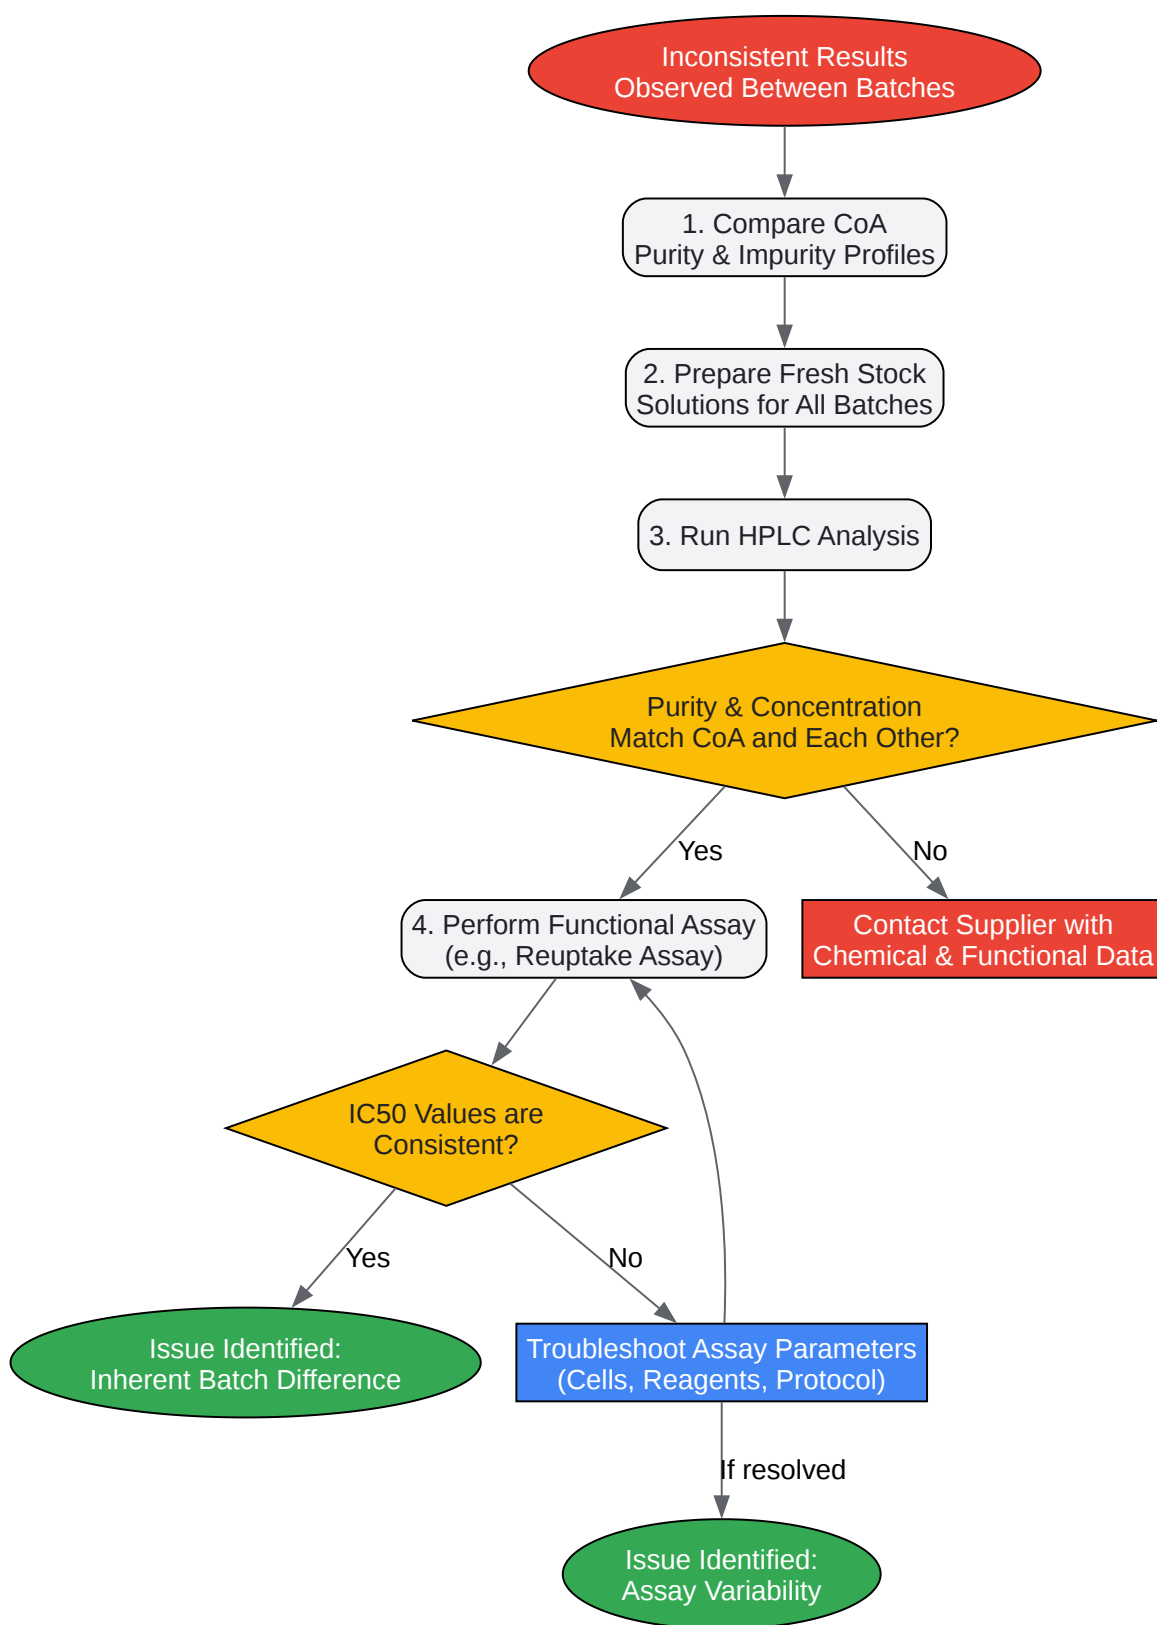 Inconsistent Results
Observed Between Batches
1. Compare CoA
Purity & Impurity Profiles
2. Prepare Fresh Stock
Solutions for All Batches
3. Run HPLC Analysis
Purity & Concentration
Match CoA and Each Other?
Yes
No
4. Perform Functional Assay
(e.g., Reuptake Assay)
Contact Supplier with
Chemical & Functional Data
IC50 Values are
Consistent?
Yes
No
Issue Identified:
Inherent Batch Difference
Troubleshoot Assay Parameters
(Cells, Reagents, Protocol)
If resolved
Issue Identified:
Assay Variability